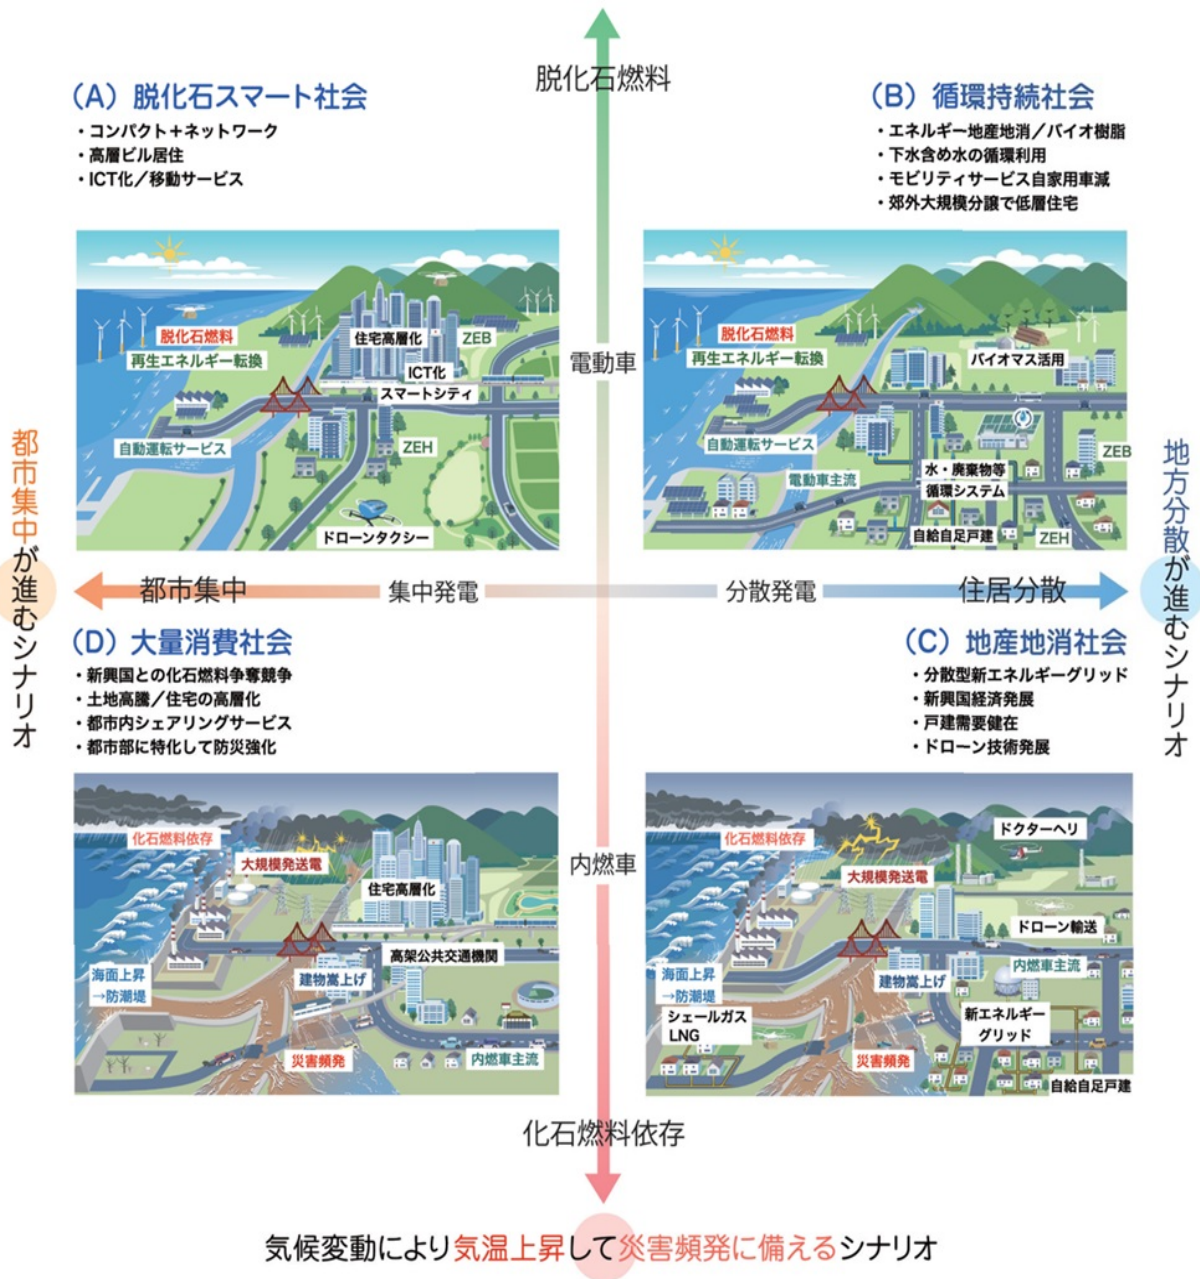 脱化石燃料
(A) 脱化石スマート社会
・コンパクト＋ネットワーク
・高層ビル居住
・ICT化／移動サービス
(B) 循環持続社会
・エネルギー地産地消／バイオ樹脂
・下水含め水の循環利用
・モビリティサービス自家用車減
・郊外大規模分譲で低層住宅
脱化石燃料
再生エネルギー転換
住宅高層化
ZEB
ICT化
スマートシティ
自動運転サービス
ZEH
ドローンタクシー
電動車
脱化石燃料
再生エネルギー転換
バイオマス活用
自動運転サービス
ZEB
電動車主流
水・廃棄物等
循環システム
自給自足戸建
ZEH
都市集中が進むシナリオ
地方分散が進むシナリオ
都市集中
集中発電
分散発電
住居分散
(D) 大量消費社会
・新興国との化石燃料争奪競争
・土地高騰／住宅の高層化
・都市内シェアリングサービス
・都市部に特化して防災強化
(C) 地産地消社会
・分散型新エネルギーグリッド
・新興国経済発展
・戸建需要健在
・ドローン技術発展
化石燃料依存
大規模発送電
住宅高層化
高架公共交通機関
海面上昇
→防潮堤
建物嵩上げ
災害頻発
内燃車主流
内燃車
化石燃料依存
ドクターヘリ
大規模発送電
ドローン輸送
内燃車主流
海面上昇
→防潮堤
建物嵩上げ
シェールガス
LNG
新エネルギー
グリッド
災害頻発
自給自足戸建
化石燃料依存
気候変動により気温上昇して災害頻発に備えるシナリオ